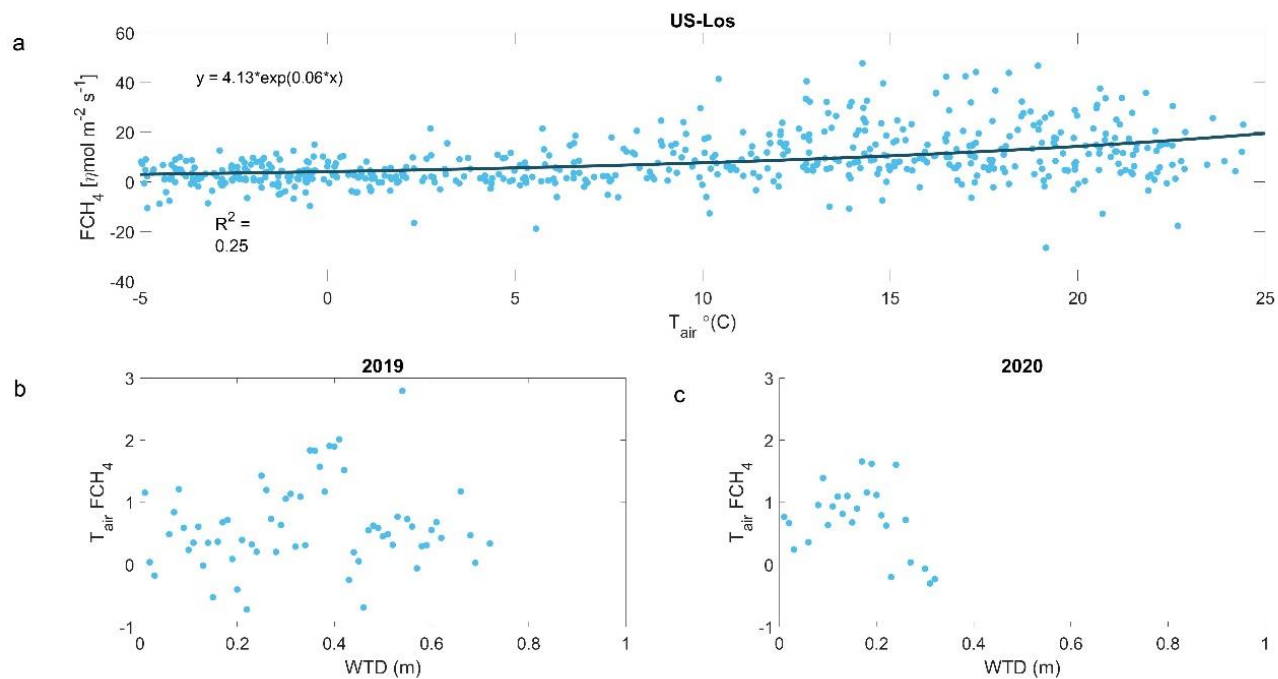 US-Los
a
60
40
20
0
-20
-40
FCH4 [ηmol m-2 s-1]
y = 4.13*exp(0.06*x)
R2 =
0.25
-5 0 5 10 15 20 25
Tair °(C)
b
2019
3
2
1
0
-1
Tair FCH4
0 0.2 0.4 0.6 0.8 1
WTD (m)
c
2020
3
2
1
0
-1
Tair FCH4
0 0.2 0.4 0.6 0.8 1
WTD (m)